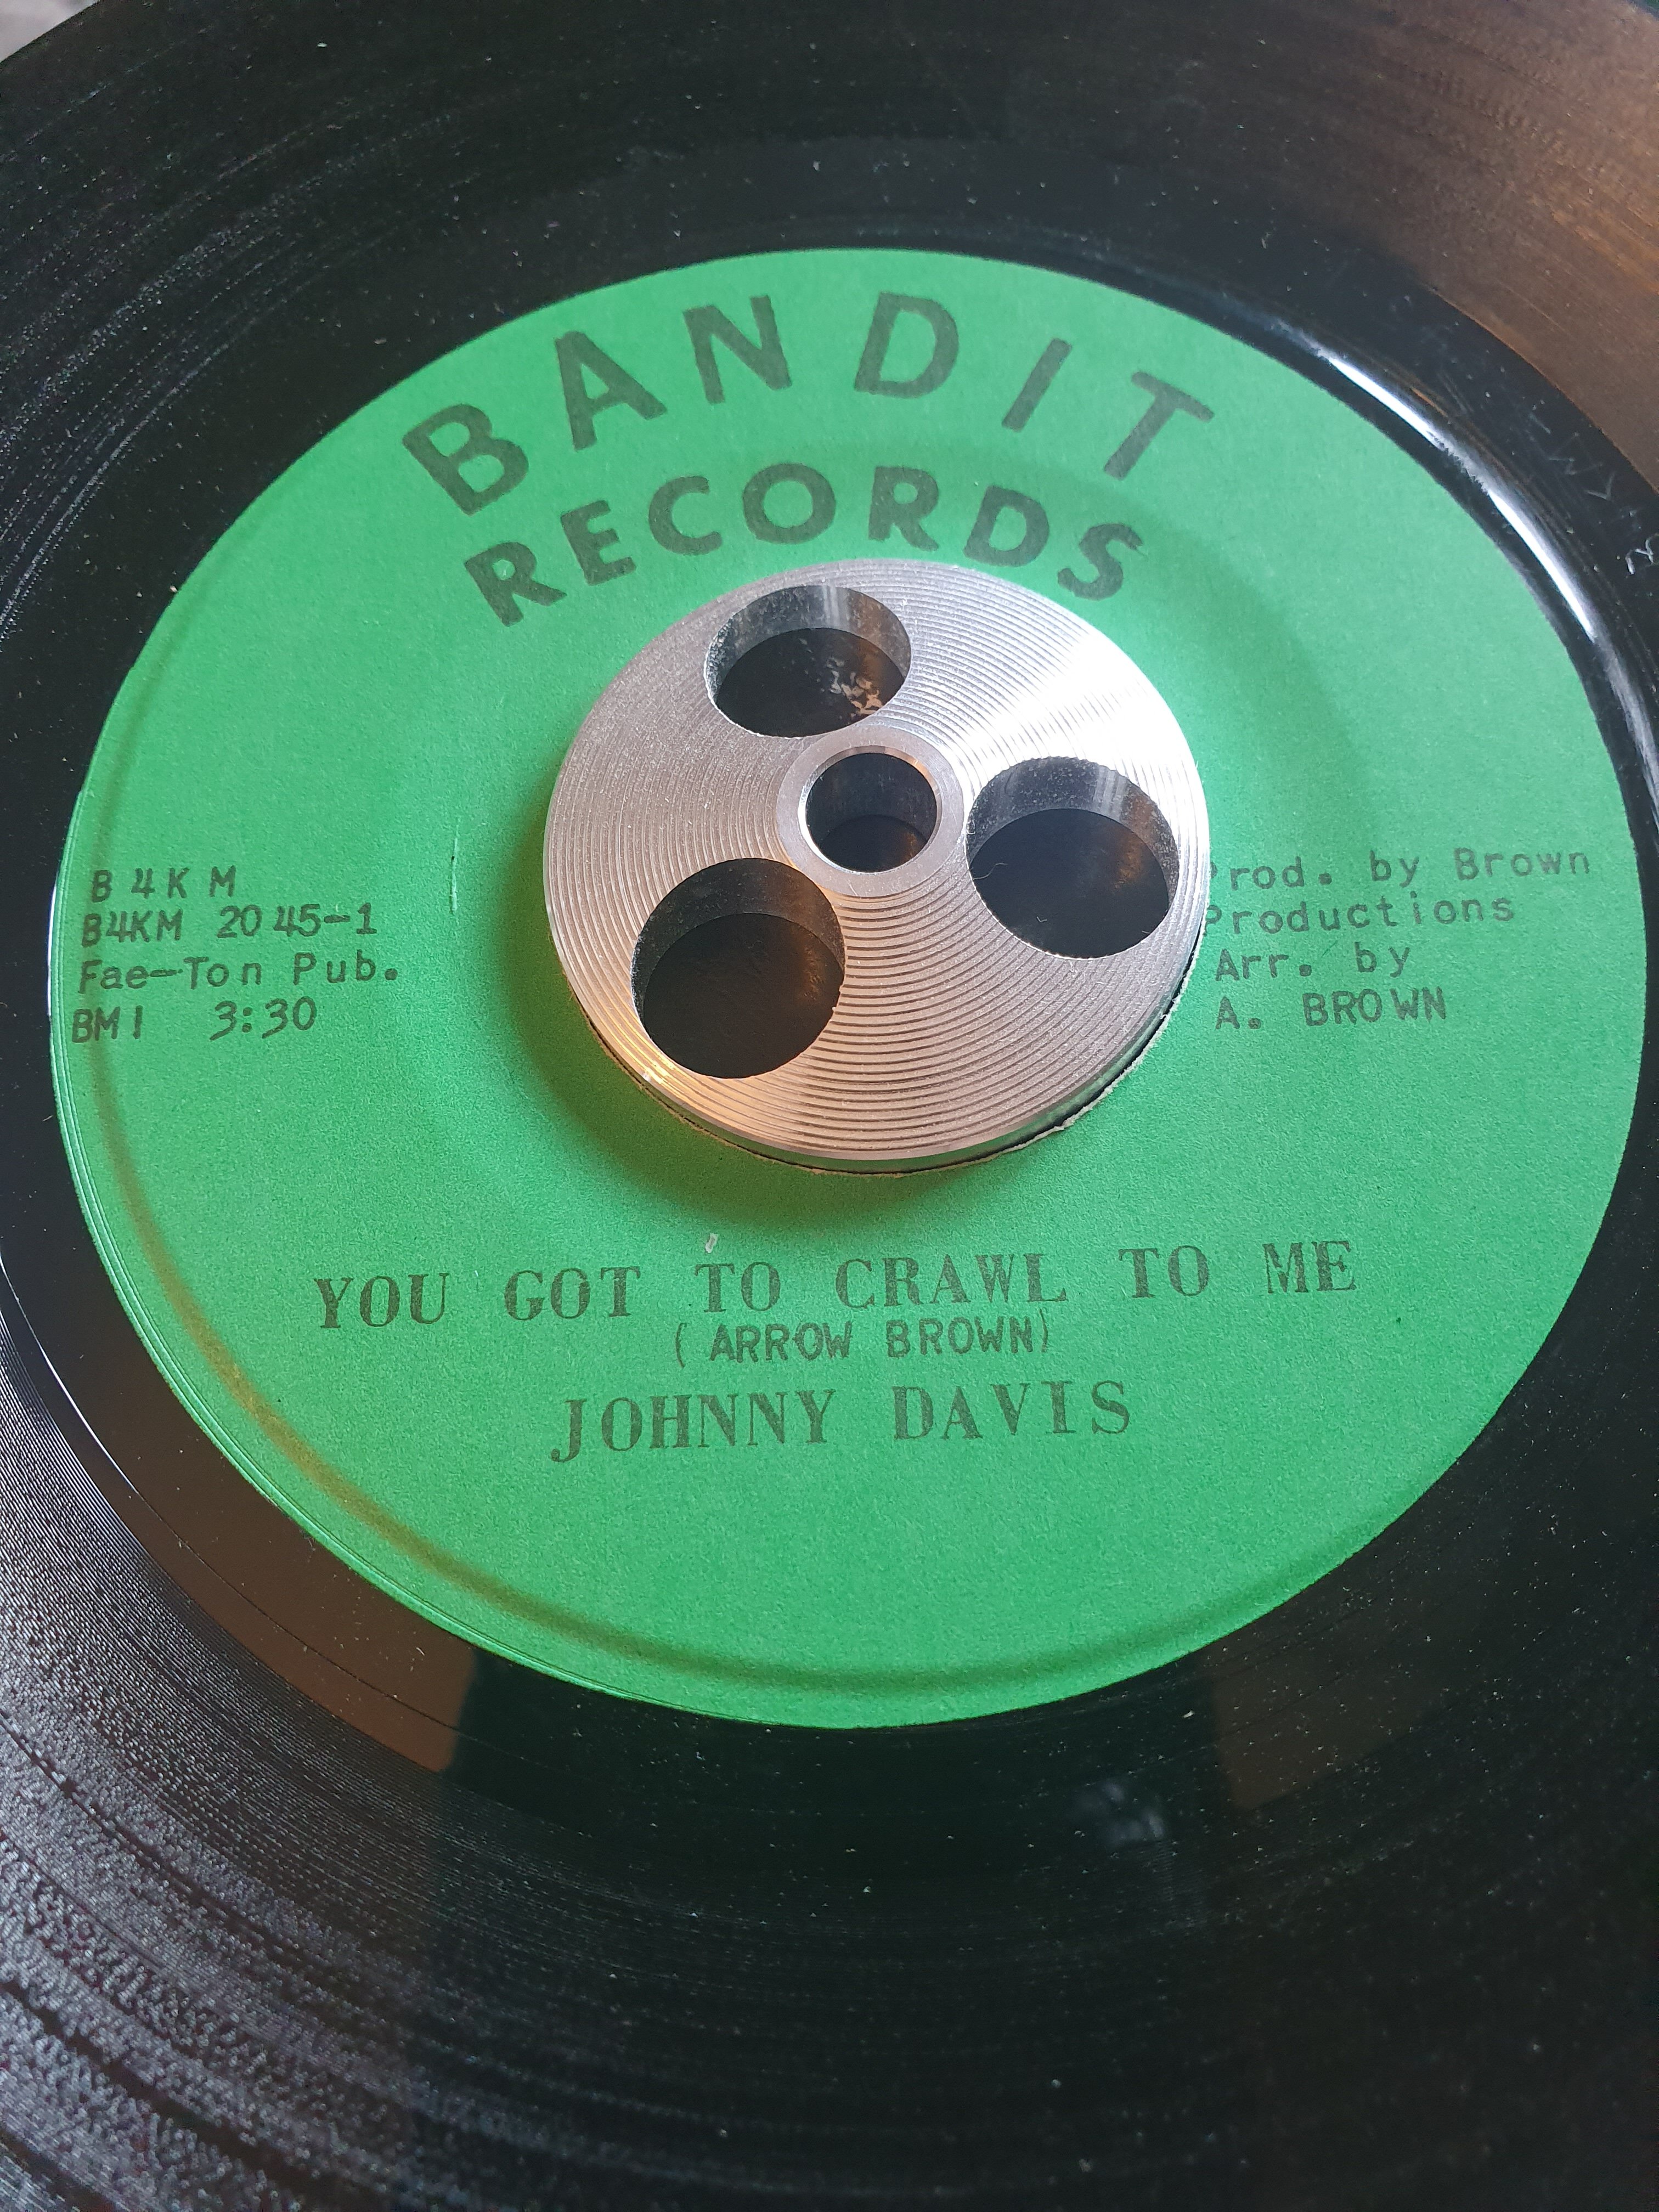 BANDIT
RECORDS
B4KM
B4KM 2045-1
Fae-Ton Pub.
BMI 3:30
Prod. by Brown
Productions
Arr. by
A. BROWN
YOU GOT TO CRAWL TO ME
(ARROW BROWN)
JOHNNY DAVIS